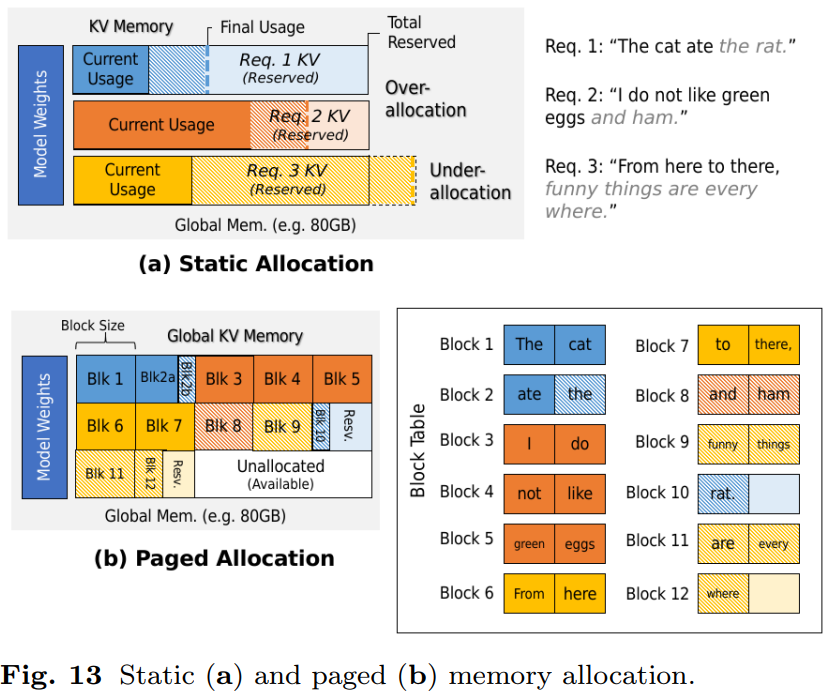 KV Memory
Final Usage
Total
Reserved
Model Weights
Current
Usage
Req. 1 KV
(Reserved)
Over-
allocation
Current Usage
Req. 2 KV
(Reserved)
Current
Usage
Req. 3 KV
(Reserved)
Under-
allocation
Global Mem. (e.g. 80GB)
(a) Static Allocation
Req. 1: “The cat ate the rat.”
Req. 2: “I do not like green
eggs and ham.”
Req. 3: “From here to there,
funny things are every
where.”
Block Size
Global KV Memory
Model Weights
Blk 1
Blk2a
Blk2b
Blk 3
Blk 4
Blk 5
Blk 6
Blk 7
Blk 8
Blk 9
Blk 10
Resv.
Blk 11
Blk 12
Resv.
Unallocated
(Available)
Global Mem. (e.g. 80GB)
(b) Paged Allocation
Block Table
Block 1 The cat
Block 2 ate the
Block 3 I do
Block 4 not like
Block 5 green eggs
Block 6 From here
Block 7 to there,
Block 8 and ham
Block 9 funny things
Block 10 rat.
Block 11 are every
Block 12 where
Fig. 13 Static (a) and paged (b) memory allocation.